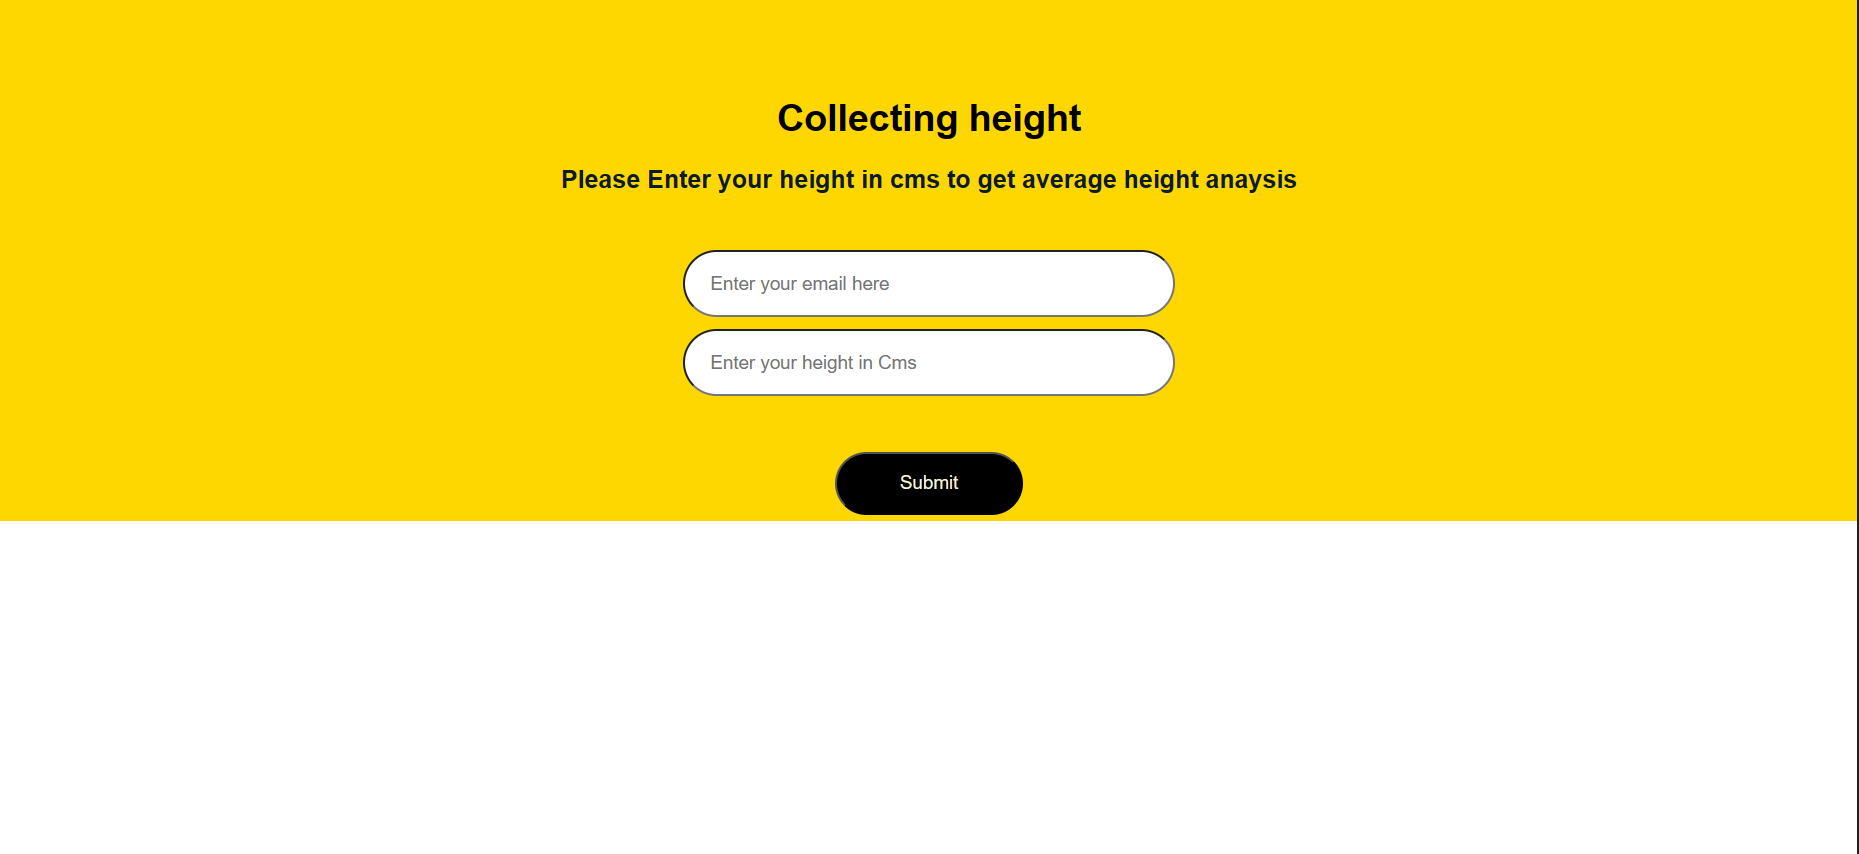 Collecting height
Please Enter your height in cms to get average height anaysis
Enter your email here
Enter your height in Cms
Submit